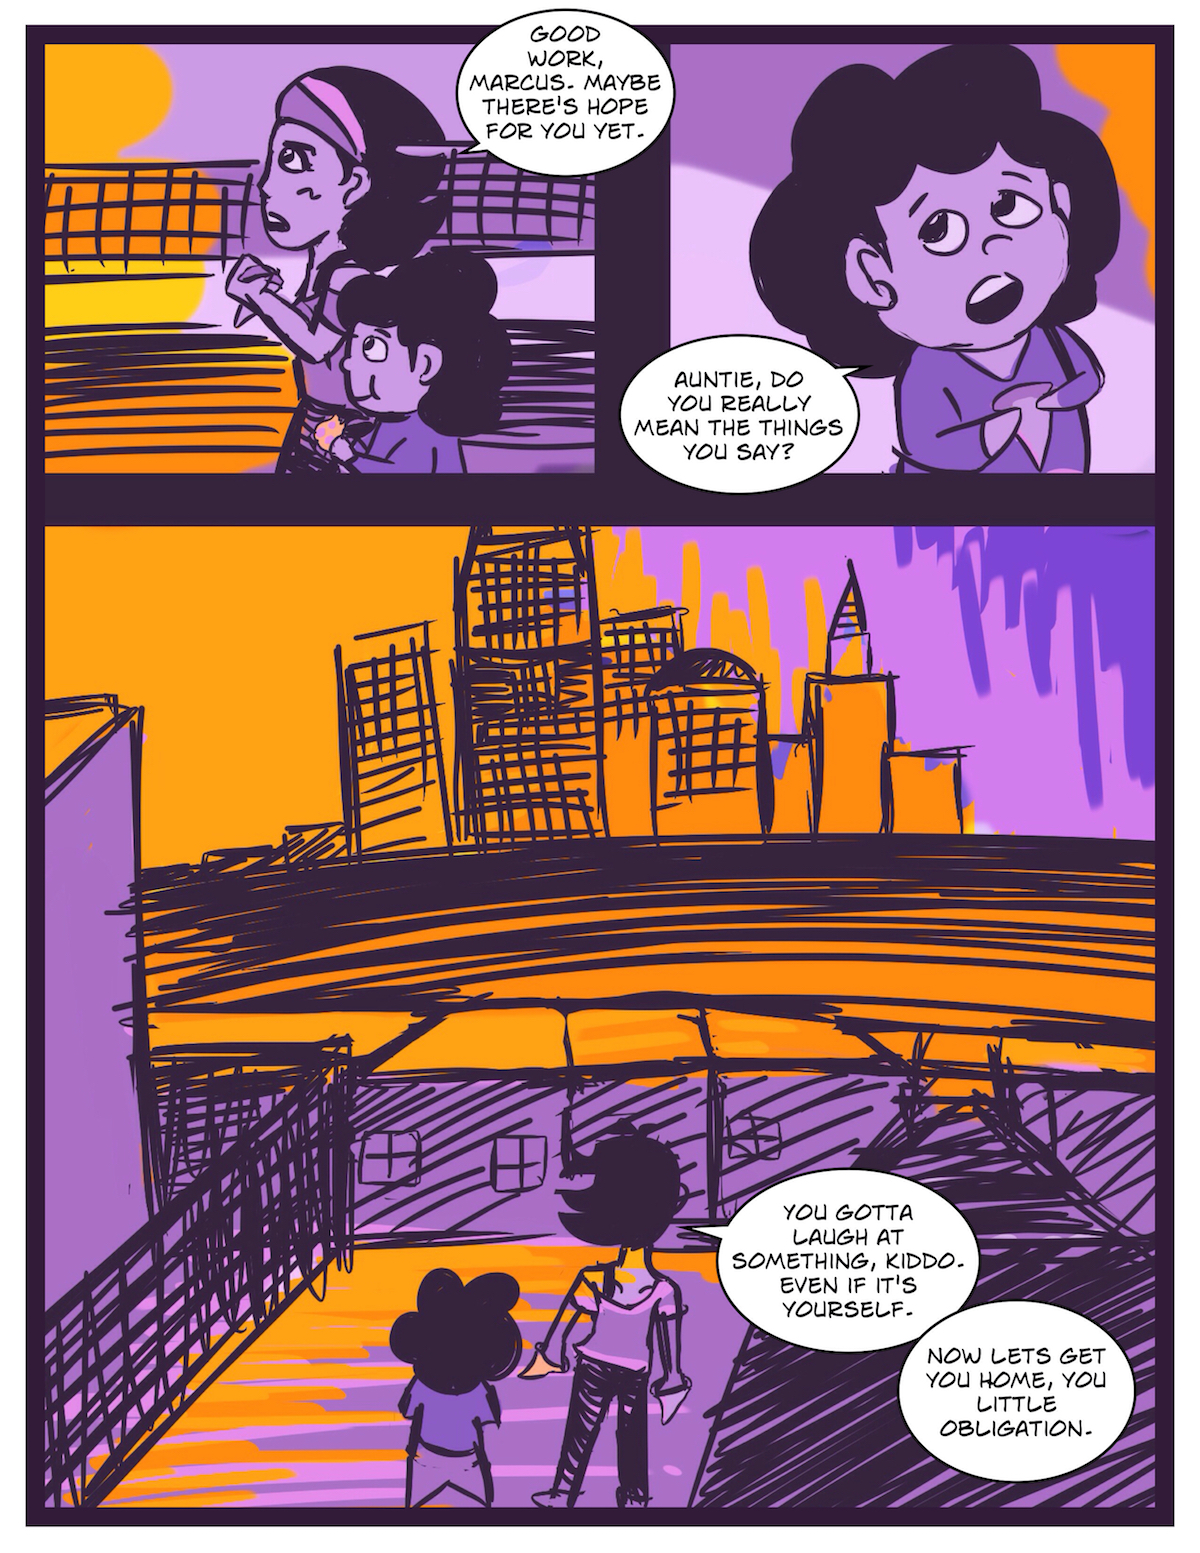 GOOD
WORK,
MARCUS. MAYBE
THERE'S HOPE
FOR YOU YET.
AUNTIE, DO
YOU REALLY
MEAN THE THINGS
YOU SAY?
YOU GOTTA
LAUGH AT
SOMETHING, KIDDO.
EVEN IF IT'S
YOURSELF.
NOW LETS GET
YOU HOME, YOU
LITTLE
OBLIGATION.